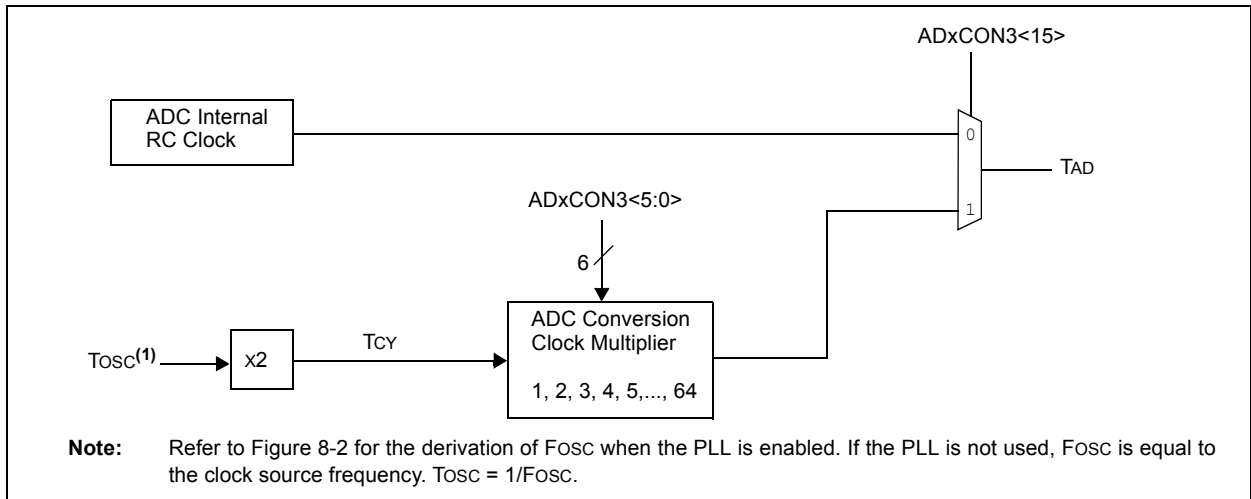 ADxCON3<15>
ADC Internal
RC Clock
0
TAD
ADxCON3<5:0>
1
6
ADC Conversion
Clock Multiplier
1, 2, 3, 4, 5,..., 64
TOSC(1)
X2
TCY
Note: Refer to Figure 8-2 for the derivation of FOSC when the PLL is enabled. If the PLL is not used, FOSC is equal to
the clock source frequency. TOSC = 1/FOSC.